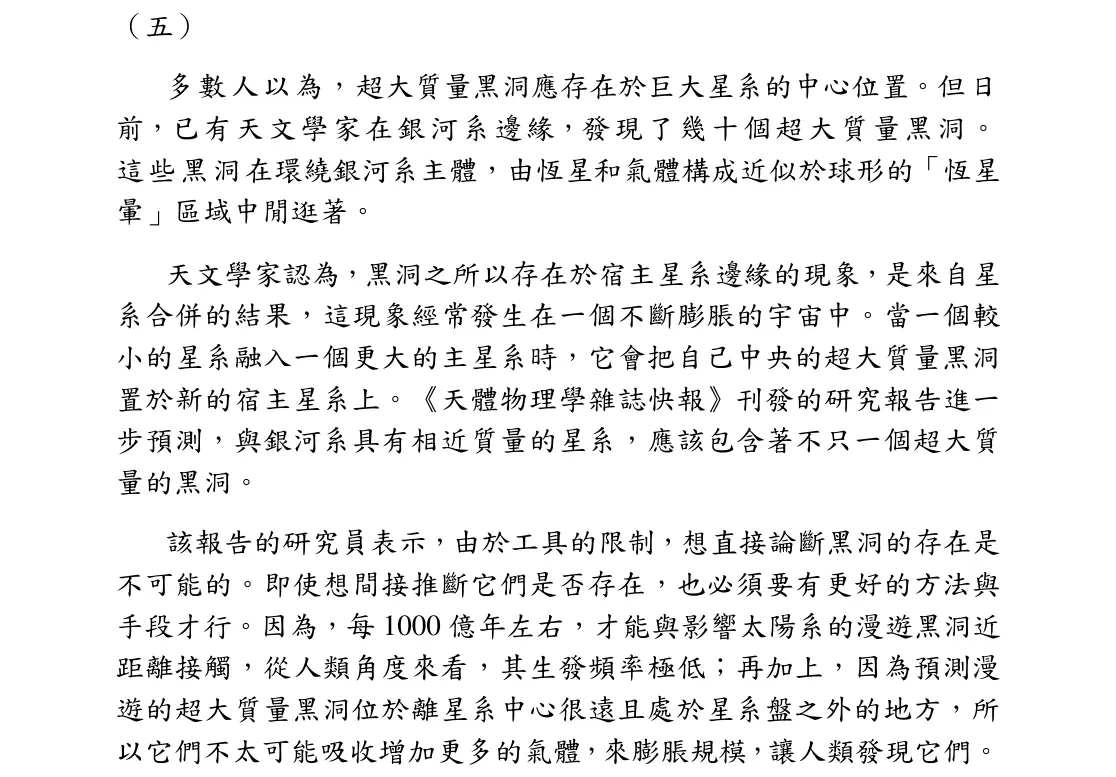 （五）
多數人以為，超大質量黑洞應存在於巨大星系的中心位置。但日
前，已有天文學家在銀河系邊緣，發現了幾十個超大質量黑洞。
這些黑洞在環繞銀河系主體，由恆星和氣體構成近似於球形的「恆星
暈」區域中閒逛著。
天文學家認為，黑洞之所以存在於宿主星系邊緣的現象，是來自星
系合併的結果，這現象經常發生在一個不斷膨脹的宇宙中。當一個較
小的星系融入一個更大的主星系時，它會把自己中央的超大質量黑洞
置於新的宿主星系上。《天體物理學雜誌快報》刊發的研究報告進一
步預測，與銀河系具有相近質量的星系，應該包含著不只一個超大質
量的黑洞。
該報告的研究員表示，由於工具的限制，想直接論斷黑洞的存在是
不可能的。即使想間接推斷它們是否存在，也必須要有更好的方法與
手段才行。因為，每 1000 億年左右，才能與影響太陽系的漫遊黑洞近
距離接觸，從人類角度來看，其生發頻率極低；再加上，因為預測漫
遊的超大質量黑洞位於離星系中心很遠且處於星系盤之外的地方，所
以它們不太可能吸收增加更多的氣體，來膨脹規模，讓人類發現它們。